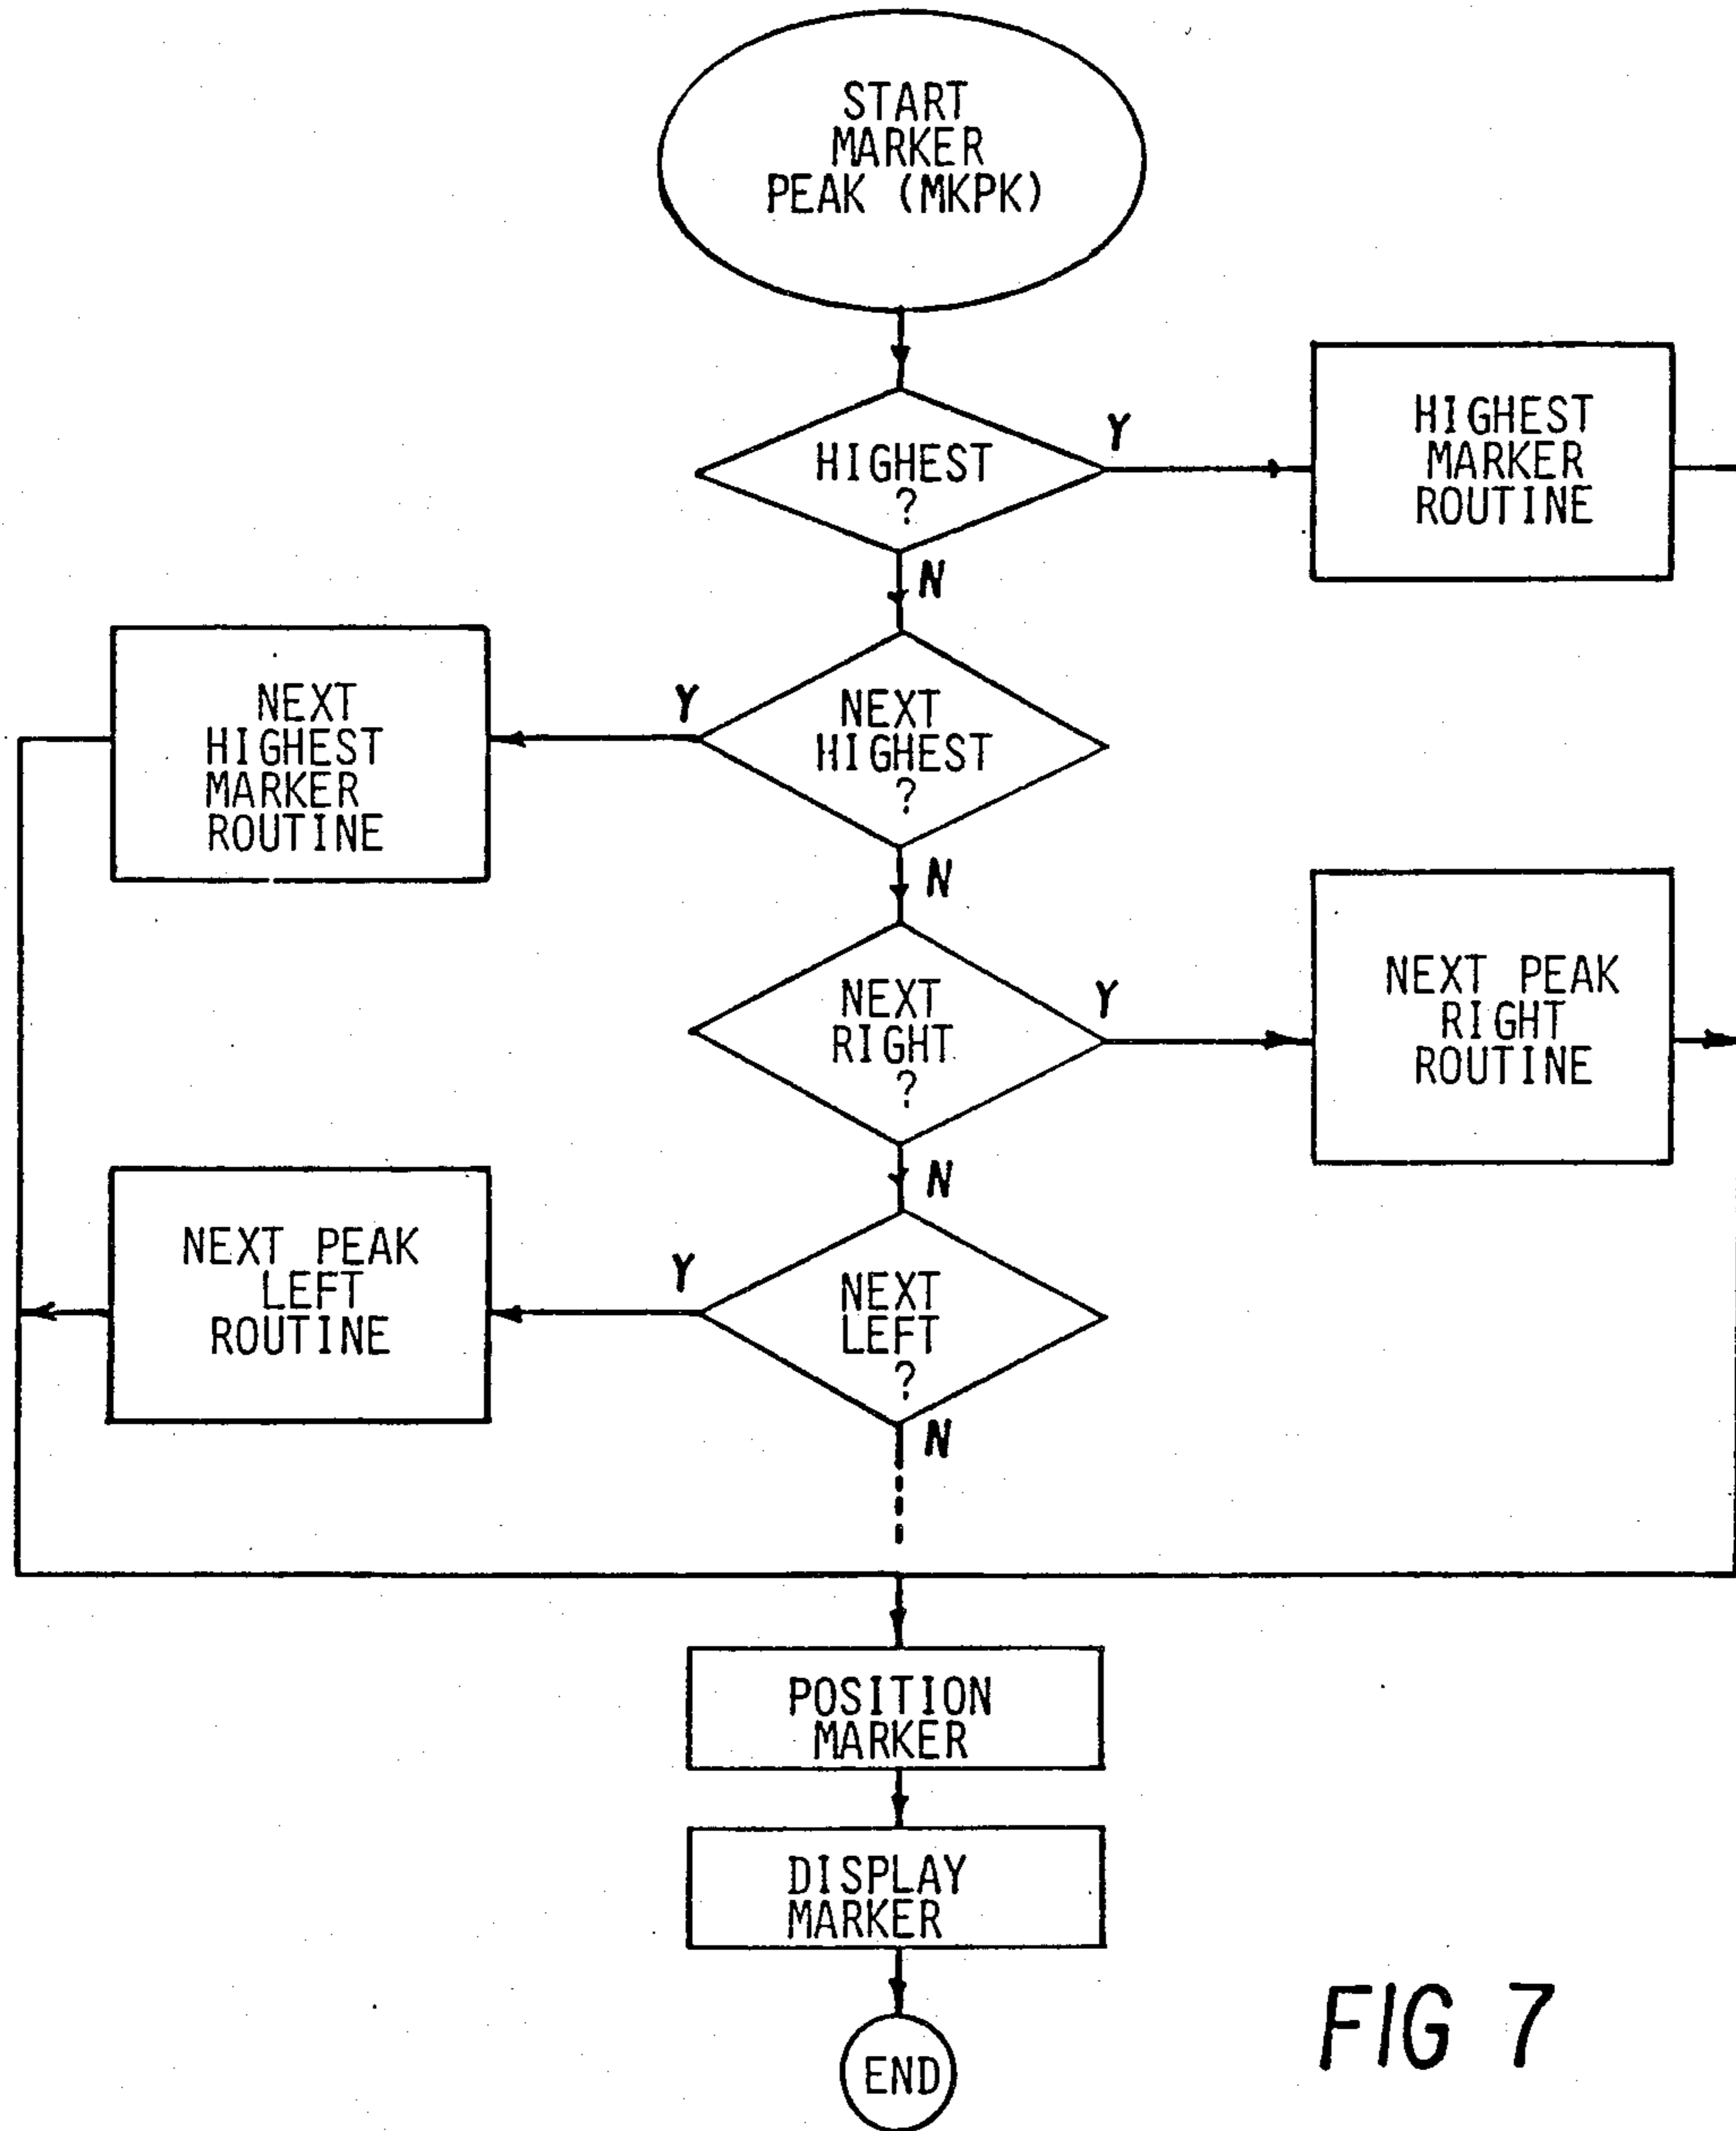 START
MARKER
PEAK (MKPK)
HIGHEST
?
Y
HIGHEST
MARKER
ROUTINE
N
NEXT
HIGHEST
?
Y
NEXT
HIGHEST
MARKER
ROUTINE
N
NEXT
RIGHT
?
Y
NEXT PEAK
RIGHT
ROUTINE
N
NEXT
LEFT
?
Y
NEXT PEAK
LEFT
ROUTINE
N
POSITION
MARKER
DISPLAY
MARKER
END
FIG 7